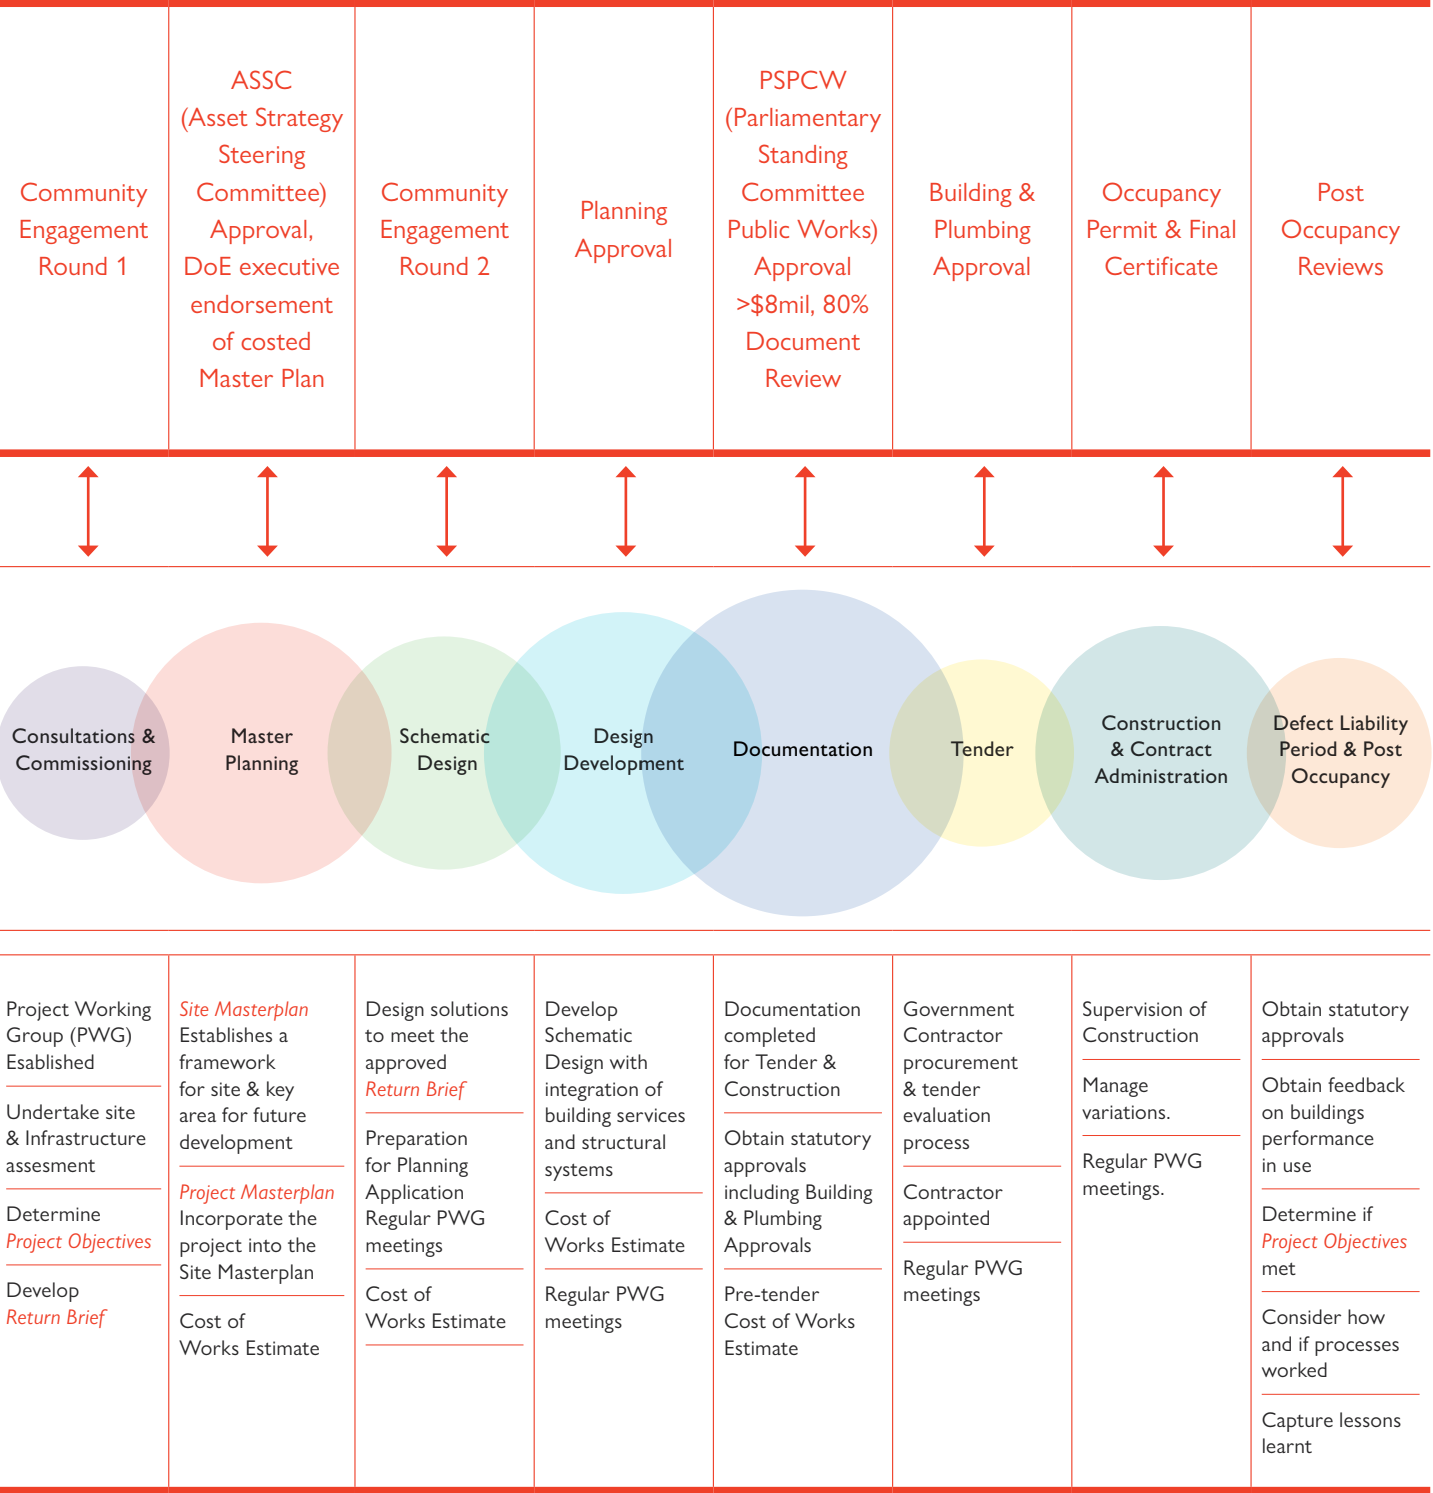 Community
Engagement
Round 1
ASSC
(Asset Strategy
Steering
Committee)
Approval,
DoE executive
endorsement
of costed
Master Plan
Community
Engagement
Round 2
Planning
Approval
PSPCW
(Parliamentary
Standing
Committee
Public Works)
Approval
>$8mil, 80%
Document
Review
Building &
Plumbing
Approval
Occupancy
Permit & Final
Certificate
Post
Occupancy
Reviews
Consultations &
Commissioning
Master
Planning
Schematic
Design
Design
Development
Documentation
Tender
Construction
& Contract
Administration
Defect Liability
Period & Post
Occupancy
Project Working
Group (PWG)
Esablished
Undertake site
& Infrastructure
assesment
Determine
Project Objectives
Develop
Return Brief
Site Masterplan
Establishes a
framework
for site & key
area for future
development
Project Masterplan
Incorporate the
project into the
Site Masterplan
Cost of
Works Estimate
Design solutions
to meet the
approved
Return Brief
Preparation
for Planning
Application
Regular PWG
meetings
Cost of
Works Estimate
Develop
Schematic
Design with
integration of
building services
and structural
systems
Cost of
Works Estimate
Regular PWG
meetings
Documentation
completed
for Tender &
Construction
Obtain statutory
approvals
including Building
& Plumbing
Approvals
Pre-tender
Cost of Works
Estimate
Government
Contractor
procurement
& tender
evaluation
process
Contractor
appointed
Regular PWG
meetings
Supervision of
Construction
Manage
variations.
Regular PWG
meetings.
Obtain statutory
approvals
Obtain feedback
on buildings
performance
in use
Determine if
Project Objectives
met
Consider how
and if processes
worked
Capture lessons
learnt